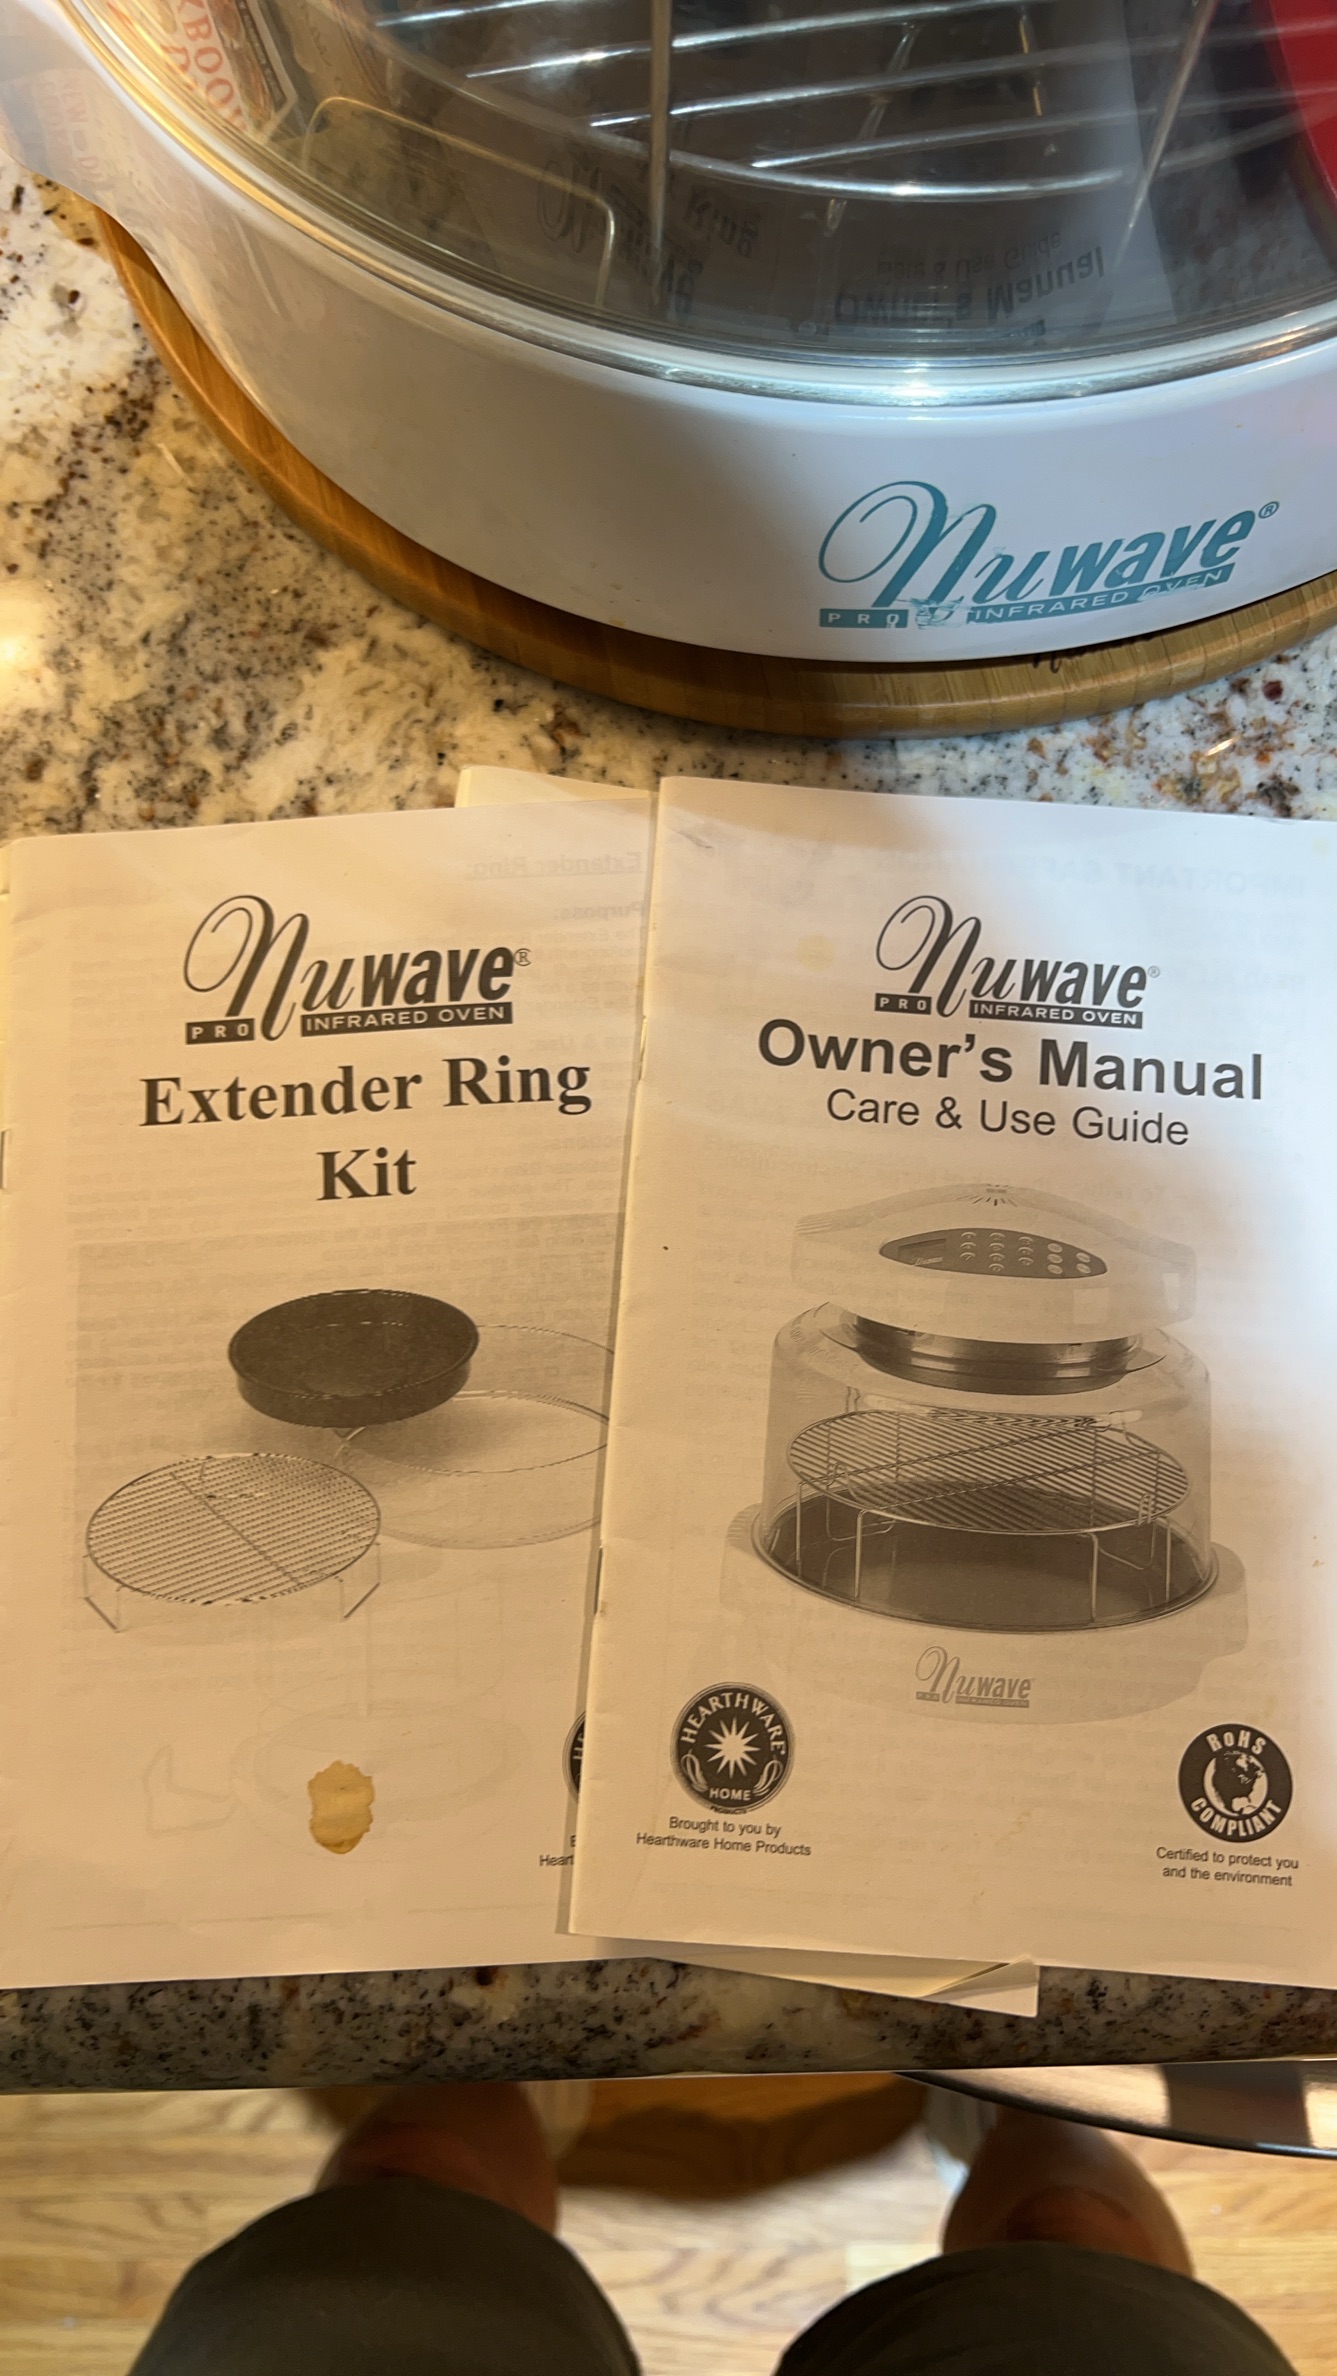 Nuwave®
PRO INFRARED OVEN
Nuwave®
PRO INFRARED OVEN
Extender Ring
Kit
Nuwave®
PRO INFRARED OVEN
Owner's Manual
Care & Use Guide
Nuwave
HEARTHWARE
HOME
PRODUCTS
Brought to you by
Hearthware Home Products
RoHS
COMPLIANT
Certified to protect you
and the environment